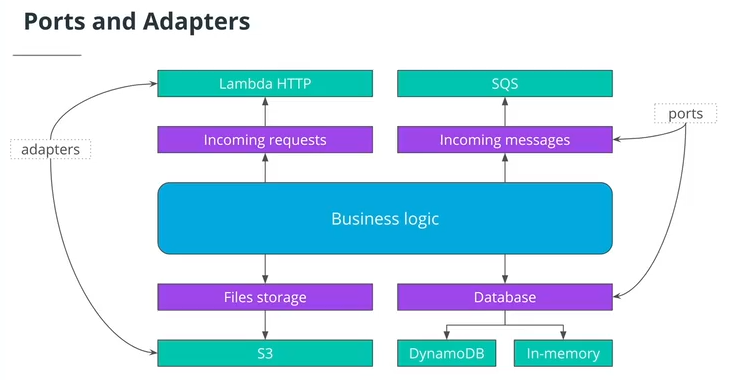 Ports and Adapters
Lambda HTTP
SQS
ports
Incoming requests
Incoming messages
adapters
Business logic
Files storage
Database
S3
DynamoDB
In-memory